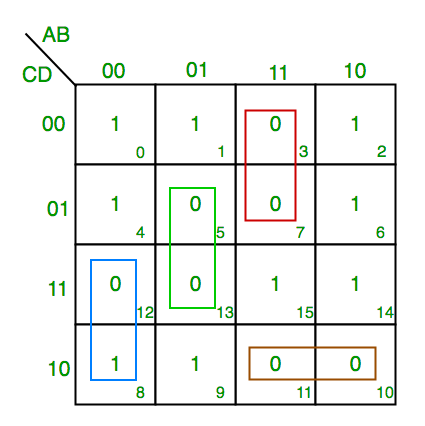 AB
CD 00 01 11 10
00 1 1 0 1
0 1 3 2
01 1 0 0 1
4 5 7 6
11 0 0 1 1
12 13 15 14
10 1 1 0 0
8 9 11 10